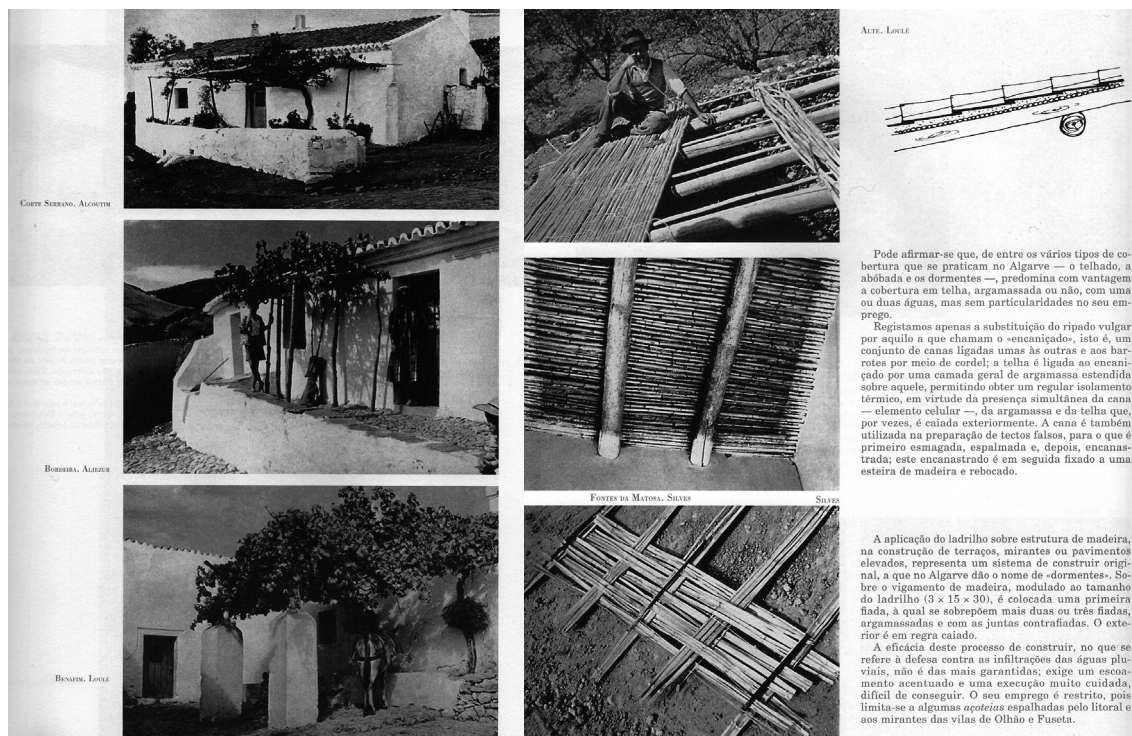 Corte Serrano. Alcoutim
Bordeira. Aljezur
Benafim. Loulé
Fontes da Matosa. Silves
Silves
Alte. Loulé
Pode afirmar-se que, de entre os vários tipos de co-
bertura que se praticam no Algarve — o telhado, a
abóbada e os dormentes —, predomina com vantagem
a cobertura em telha, argamassada ou não, com uma
ou duas águas, mas sem particularidades no seu em-
prego.
Registamos apenas a substituição do ripado vulgar
por aquilo a que chamam o «encaniçado», isto é, um
conjunto de canas ligadas umas às outras e aos bar-
rotes por meio de cordel; a telha é ligada ao encani-
çado por uma camada geral de argamassa estendida
sobre aquele, permitindo obter um regular isolamento
térmico, em virtude da presença simultânea da cana
— elemento celular —, da argamassa e da telha que,
por vezes, é caiada exteriormente. A cana é também
utilizada na preparação de tectos falsos, para o que é
primeiro esmagada, espalmada e, depois, encanas-
trada; este encanastrado é em seguida fixado a uma
esteira de madeira e rebocado.
A aplicação do ladrilho sobre estrutura de madeira,
na construção de terraços, mirantes ou pavimentos
elevados, representa um sistema de construir origi-
nal, a que no Algarve dão o nome de «dormentes». So-
bre o vigamento de madeira, modulado ao tamanho
do ladrilho (3 × 15 × 30), é colocada uma primeira
fiada, à qual se sobrepõem mais duas ou três fiadas,
argamassadas e com as juntas contrafiadas. O exte-
rior é em regra caiado.
A eficácia deste processo de construir, no que se
refere à defesa contra as infiltrações das águas plu-
viais, não é das mais garantidas; exige um escoa-
mento acentuado e uma execução muito cuidada,
difícil de conseguir. O seu emprego é restrito, pois
limita-se a algumas açoteias espalhadas pelo litoral e
aos mirantes das vilas de Olhão e Fuseta.